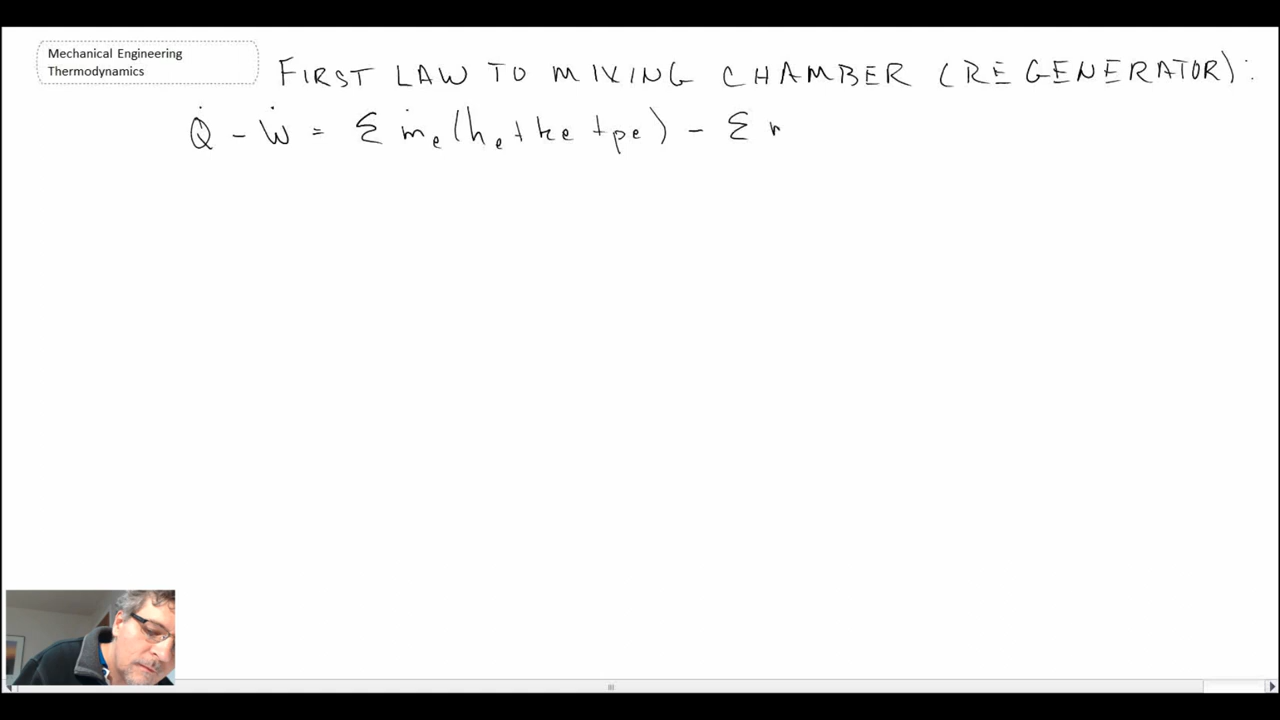 Mechanical Engineering
Thermodynamics
FIRST LAW TO MIXING CHAMBER (REGENERATOR):
Q̇ - Ẇ = Σ ṁₑ(hₑ+ke+pe) - Σ